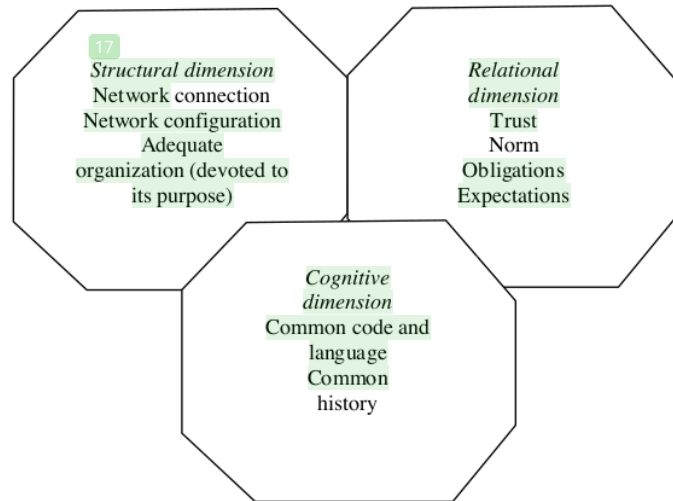 17
Structural dimension
Network connection
Network configuration
Adequate
organization (devoted to
its purpose)
Relational
dimension
Trust
Norm
Obligations
Expectations
Cognitive
dimension
Common code and
language
Common
history